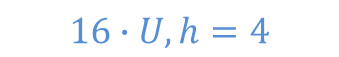 16 · U, h = 4